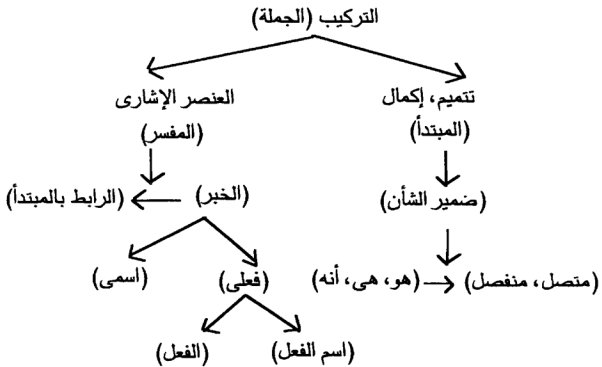 التركيب (الجملة)
تتميم، إكمال العنصر الإشارى
(المبتدأ) (المفسر)
(ضمير الشأن) (الخبر) (الرابط بالمبتدأ)
(متصل، منفصل) (هو، هى، أنه) (فعلى) (اسمى)
(اسم الفعل) (الفعل)